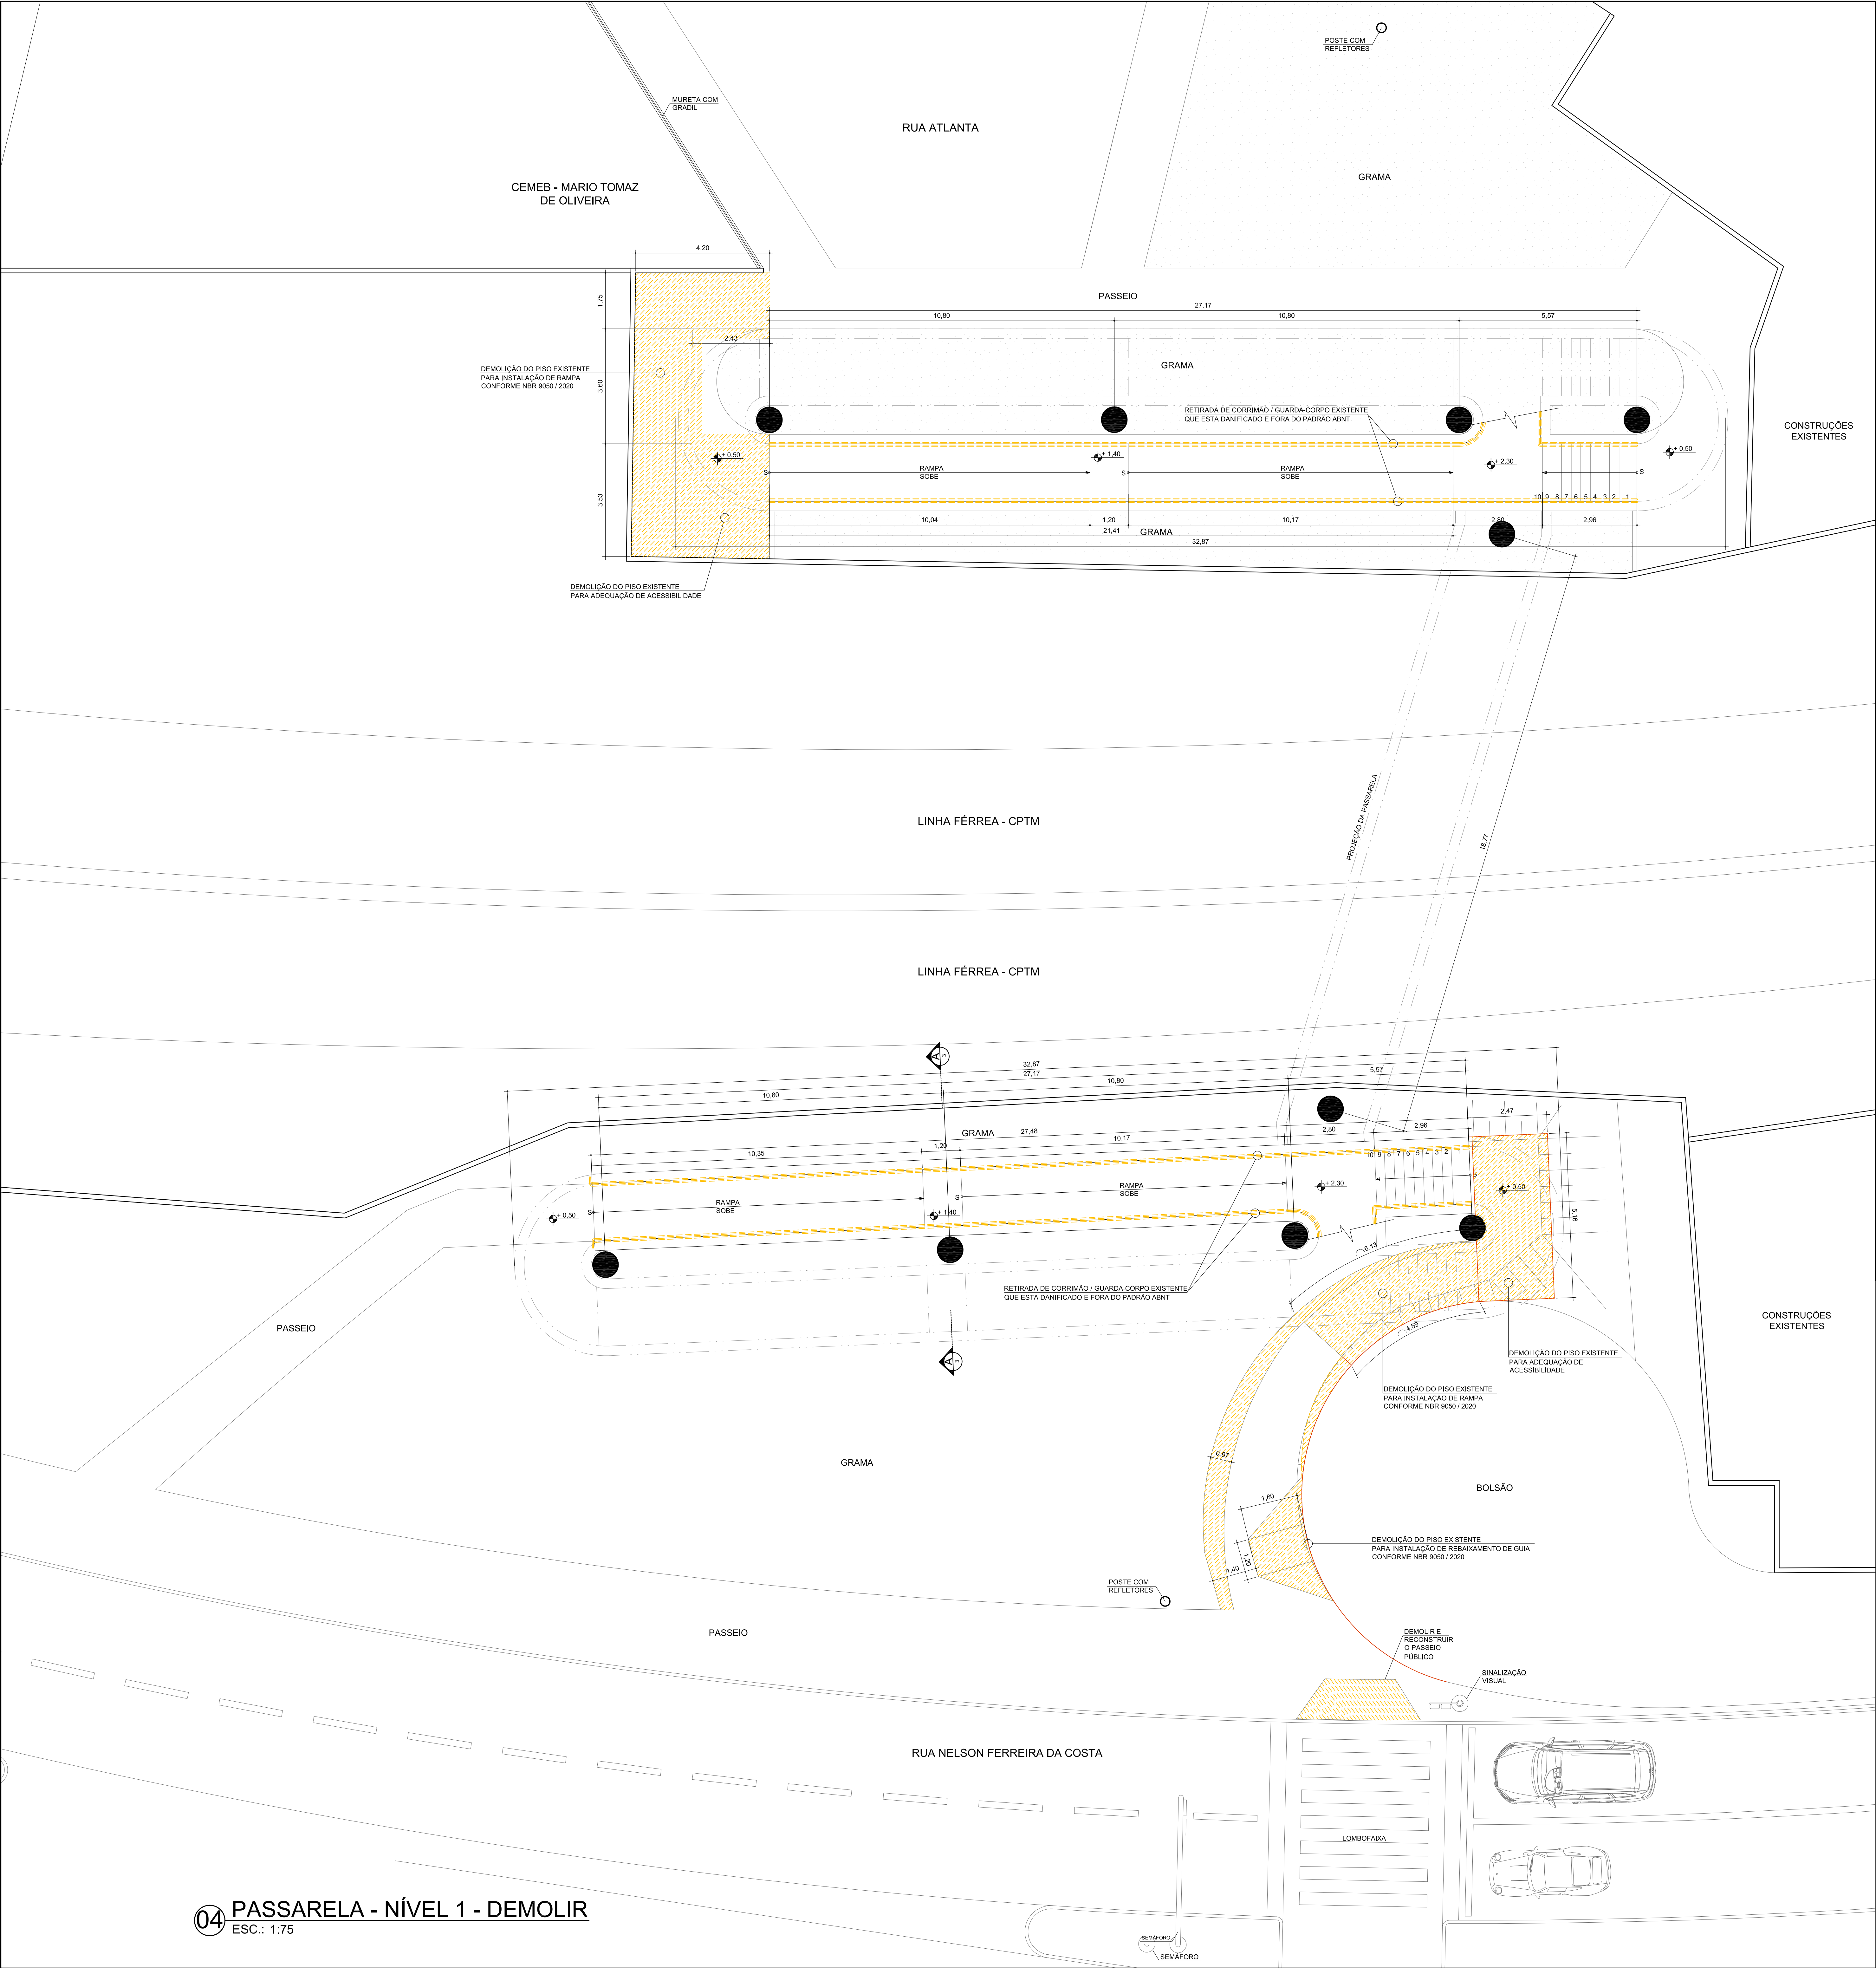 POSTE COM
REFLETORES
MURETA COM
GRADIL
RUA ATLANTA
GRAMA
CEMEB - MARIO TOMAZ
DE OLIVEIRA
4,20
1,75
PASSEIO
27,17
10,80
10,80
5,57
2,43
GRAMA
DEMOLIÇÃO DO PISO EXISTENTE
PARA INSTALAÇÃO DE RAMPA
CONFORME NBR 9050 / 2020
3,60
RETIRADA DE CORRIMÃO / GUARDA-CORPO EXISTENTE
QUE ESTA DANIFICADO E FORA DO PADRÃO ABNT
CONSTRUÇÕES
EXISTENTES
+ 0,50
+ 1,40
+ 2,30
+ 0,50
S
RAMPA
SOBE
S
RAMPA
SOBE
S
3,53
10 9 8 7 6 5 4 3 2 1
10,04
1,20
10,17
2,80
2,96
21,41
GRAMA
32,87
DEMOLIÇÃO DO PISO EXISTENTE
PARA ADEQUAÇÃO DE ACESSIBILIDADE
PROJEÇÃO DA PASSARELA
18,77
LINHA FÉRREA - CPTM
LINHA FÉRREA - CPTM
A
3
32,87
27,17
5,57
10,80
10,80
2,47
GRAMA
27,48
2,80
2,96
10,35
1,20
10,17
10 9 8 7 6 5 4 3 2 1
S
RAMPA
SOBE
S
RAMPA
SOBE
S
+ 0,50
+ 1,40
+ 2,30
+ 0,50
5,16
6,13
RETIRADA DE CORRIMÃO / GUARDA-CORPO EXISTENTE
QUE ESTA DANIFICADO E FORA DO PADRÃO ABNT
A
3
PASSEIO
4,59
CONSTRUÇÕES
EXISTENTES
DEMOLIÇÃO DO PISO EXISTENTE
PARA ADEQUAÇÃO DE
ACESSIBILIDADE
DEMOLIÇÃO DO PISO EXISTENTE
PARA INSTALAÇÃO DE RAMPA
CONFORME NBR 9050 / 2020
0,67
GRAMA
BOLSÃO
1,80
1,20
1,40
DEMOLIÇÃO DO PISO EXISTENTE
PARA INSTALAÇÃO DE REBAIXAMENTO DE GUIA
CONFORME NBR 9050 / 2020
POSTE COM
REFLETORES
PASSEIO
DEMOLIR E
RECONSTRUIR
O PASSEIO
PÚBLICO
SINALIZAÇÃO
VISUAL
RUA NELSON FERREIRA DA COSTA
LOMBOFAIXA
SEMÁFORO
SEMÁFORO
04
PASSARELA - NÍVEL 1 - DEMOLIR
ESC.: 1:75